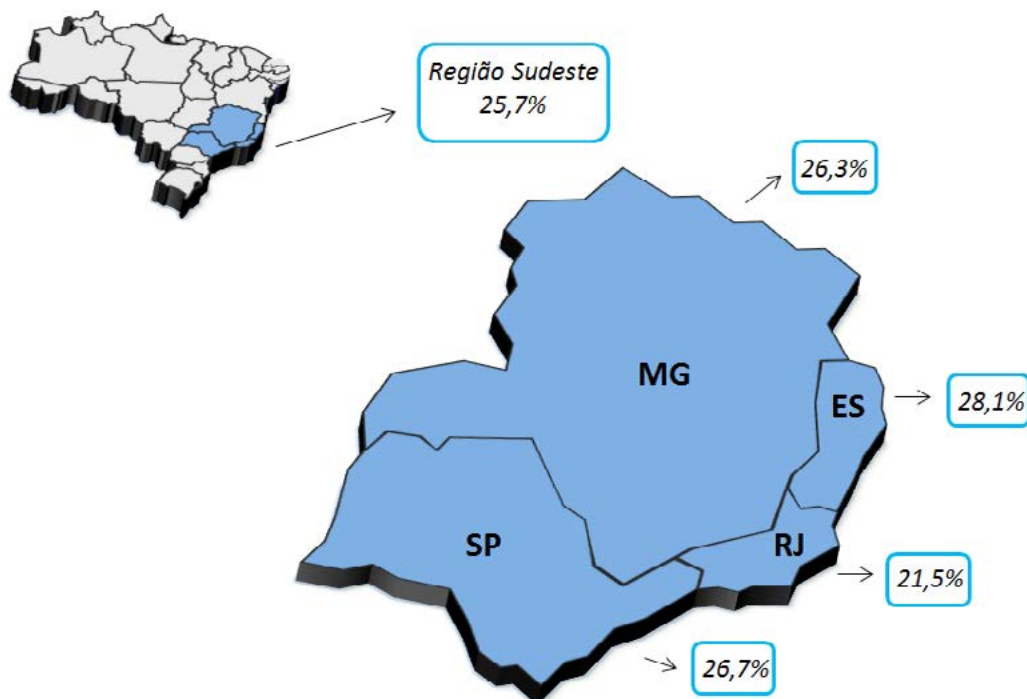 Região Sudeste
25,7%
26,3%
MG
ES
28,1%
SP
RJ
21,5%
26,7%